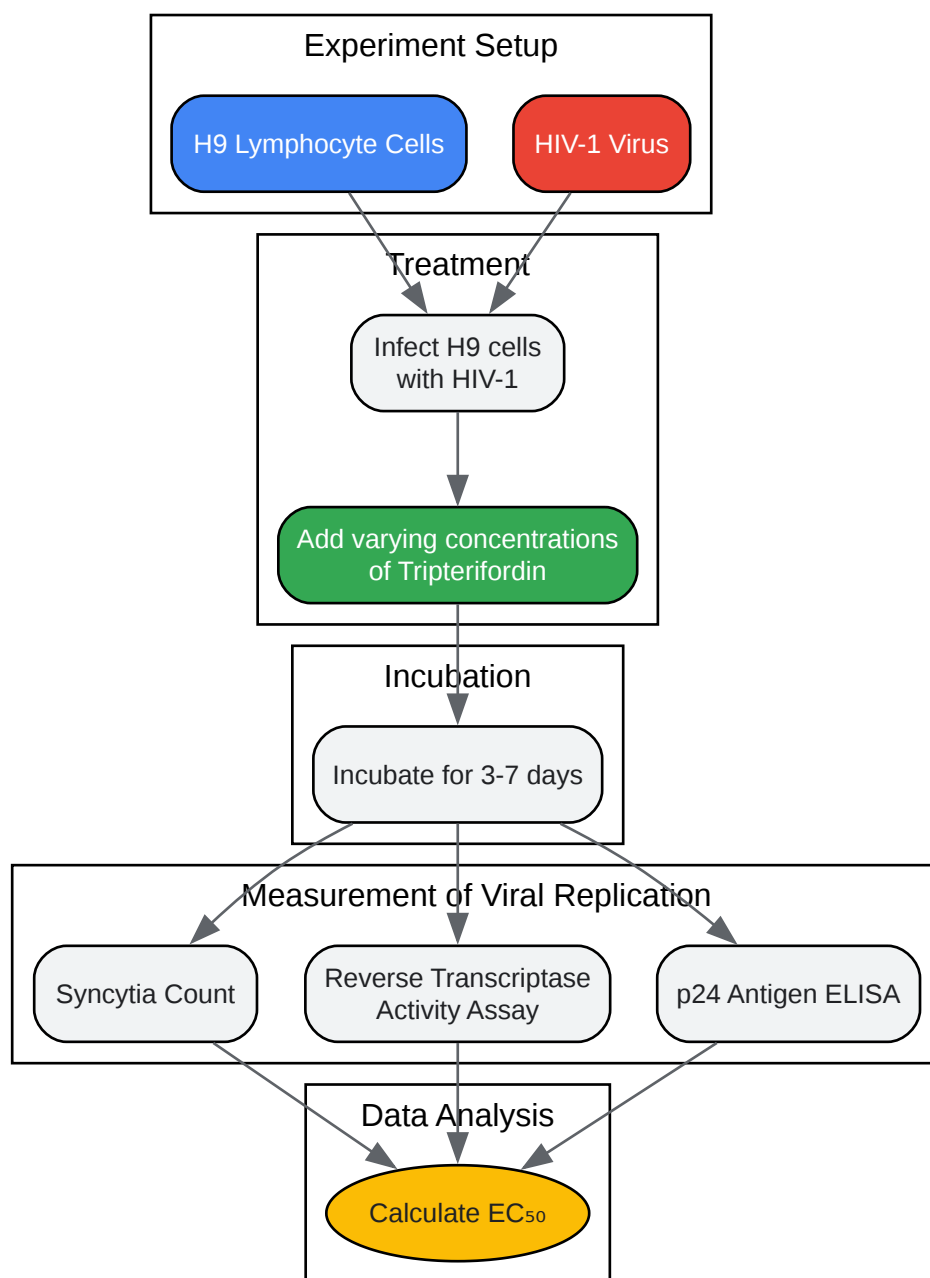 Experiment Setup
H9 Lymphocyte Cells
HIV-1 Virus
Treatment
Infect H9 cells
with HIV-1
Add varying concentrations
of Tripterifordin
Incubation
Incubate for 3-7 days
Measurement of Viral Replication
Syncytia Count
Reverse Transcriptase
Activity Assay
p24 Antigen ELISA
Data Analysis
Calculate EC₅₀